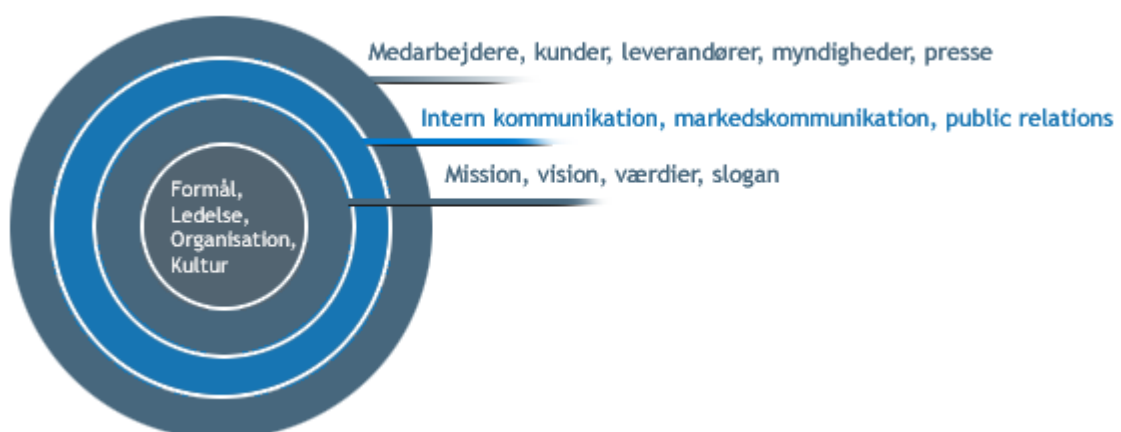 Medarbejdere, kunder, leverandører, myndigheder, presse
Intern kommunikation, markedskommunikation, public relations
Mission, vision, værdier, slogan
Formål,
Ledelse,
Organisation,
Kultur